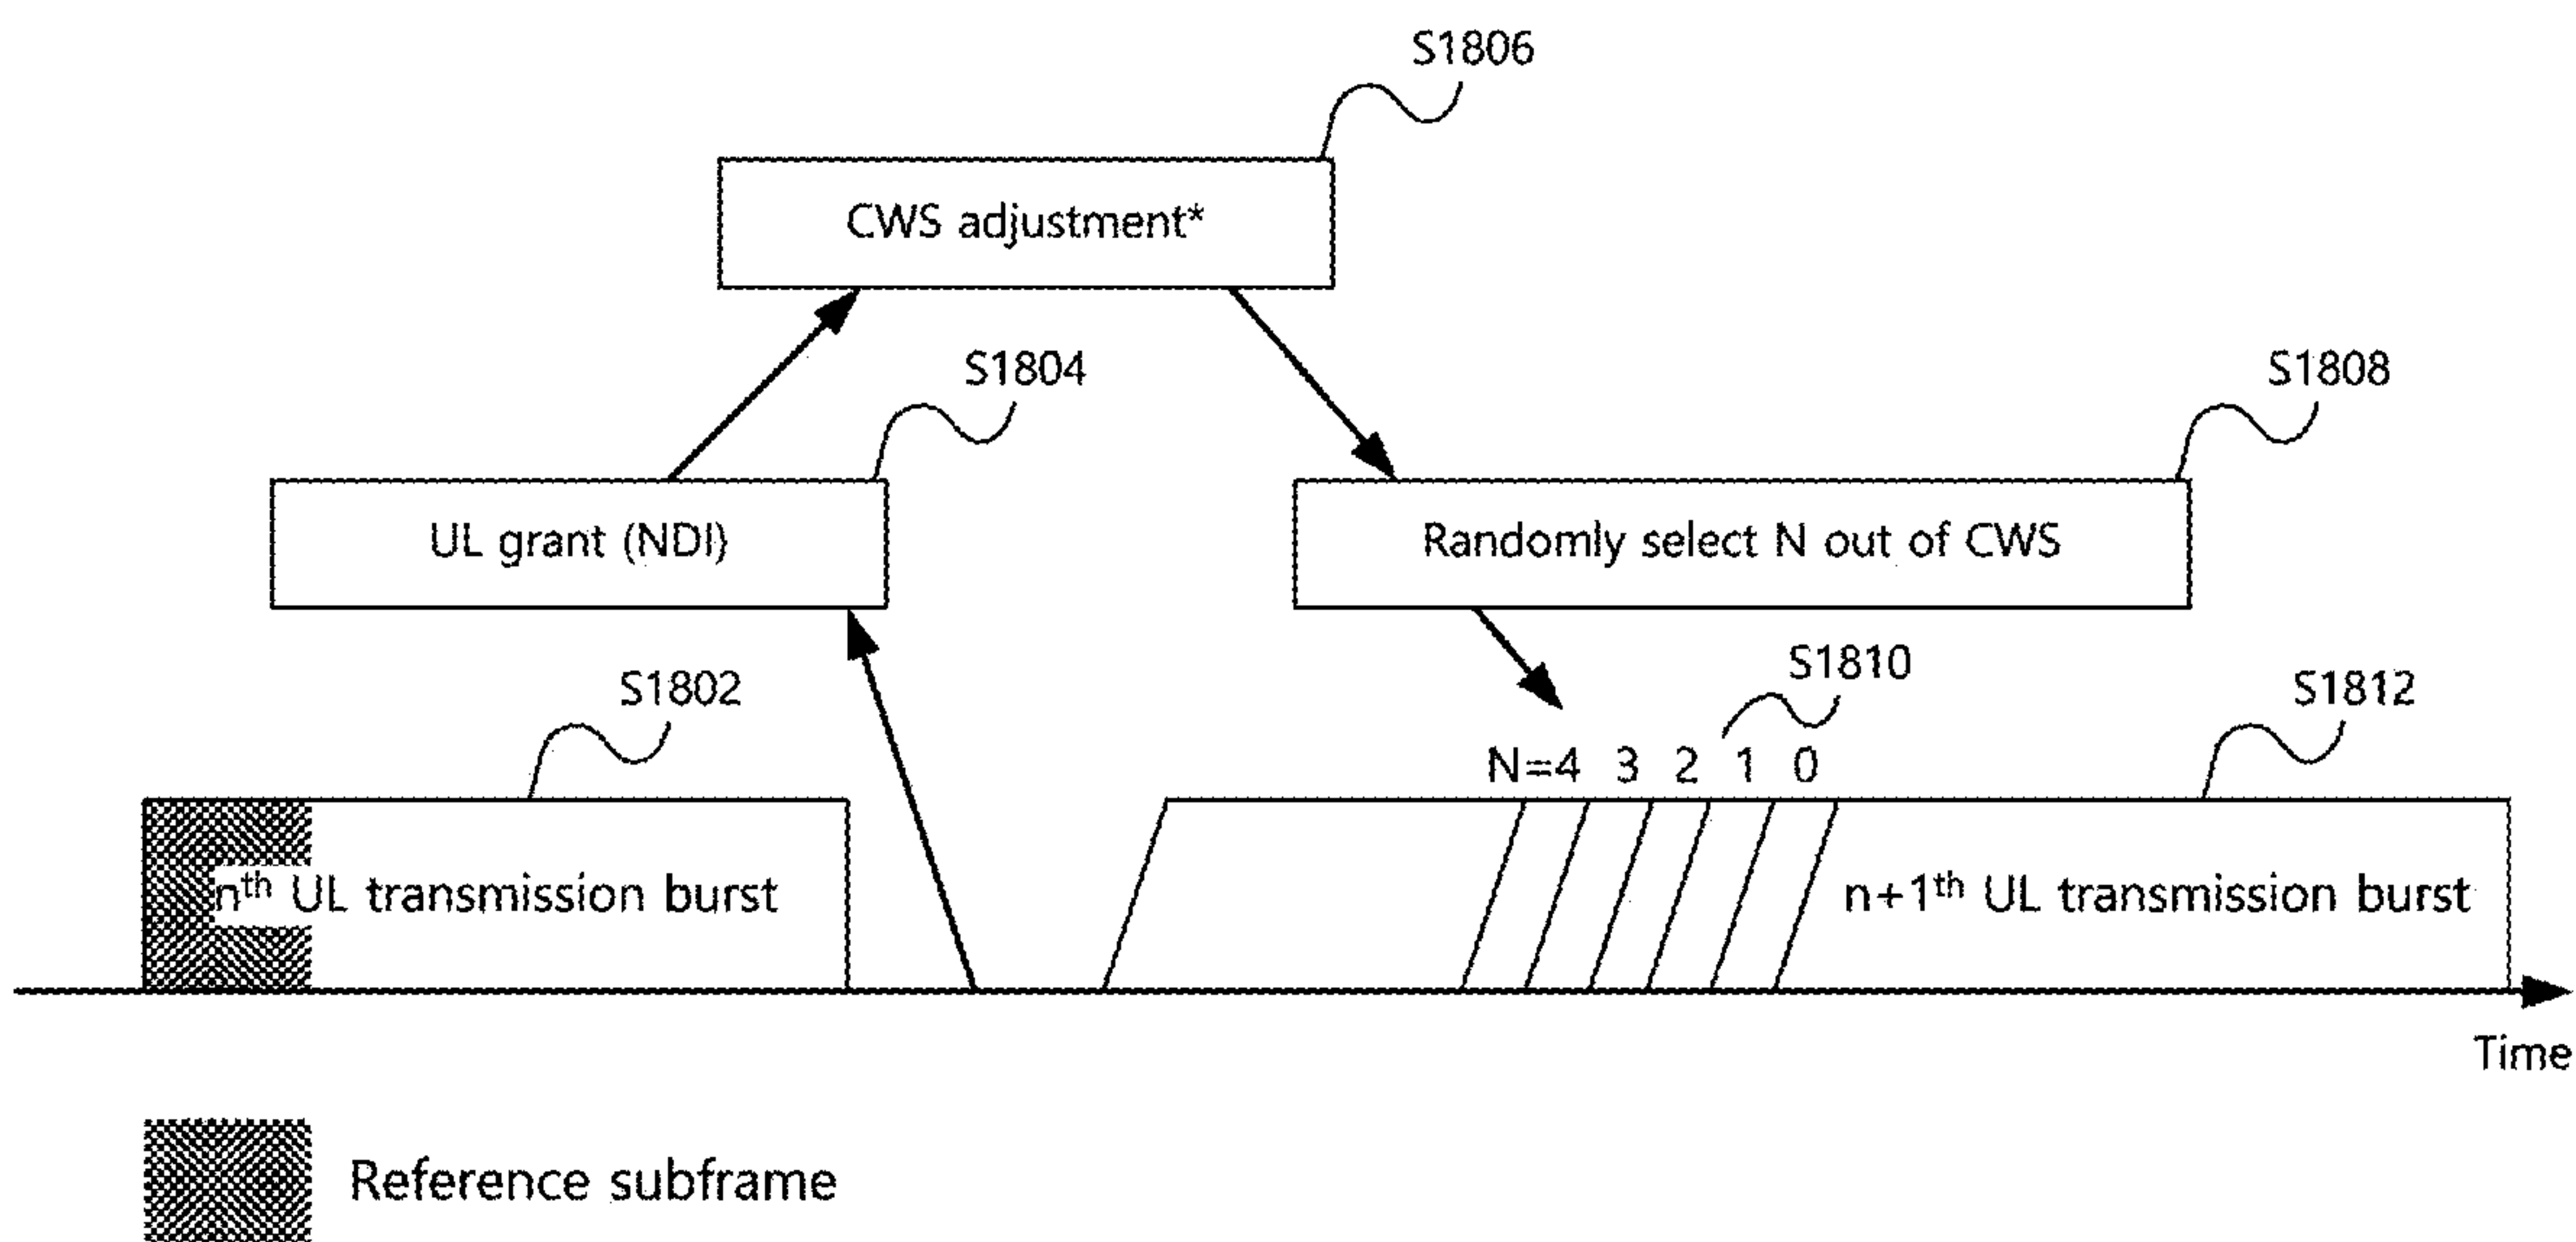 S1806
CWS adjustment*
S1804
S1808
UL grant (NDI)
Randomly select N out of CWS
S1802
S1810
S1812
N=4 3 2 1 0
nth UL transmission burst
n+1th UL transmission burst
Time
Reference subframe